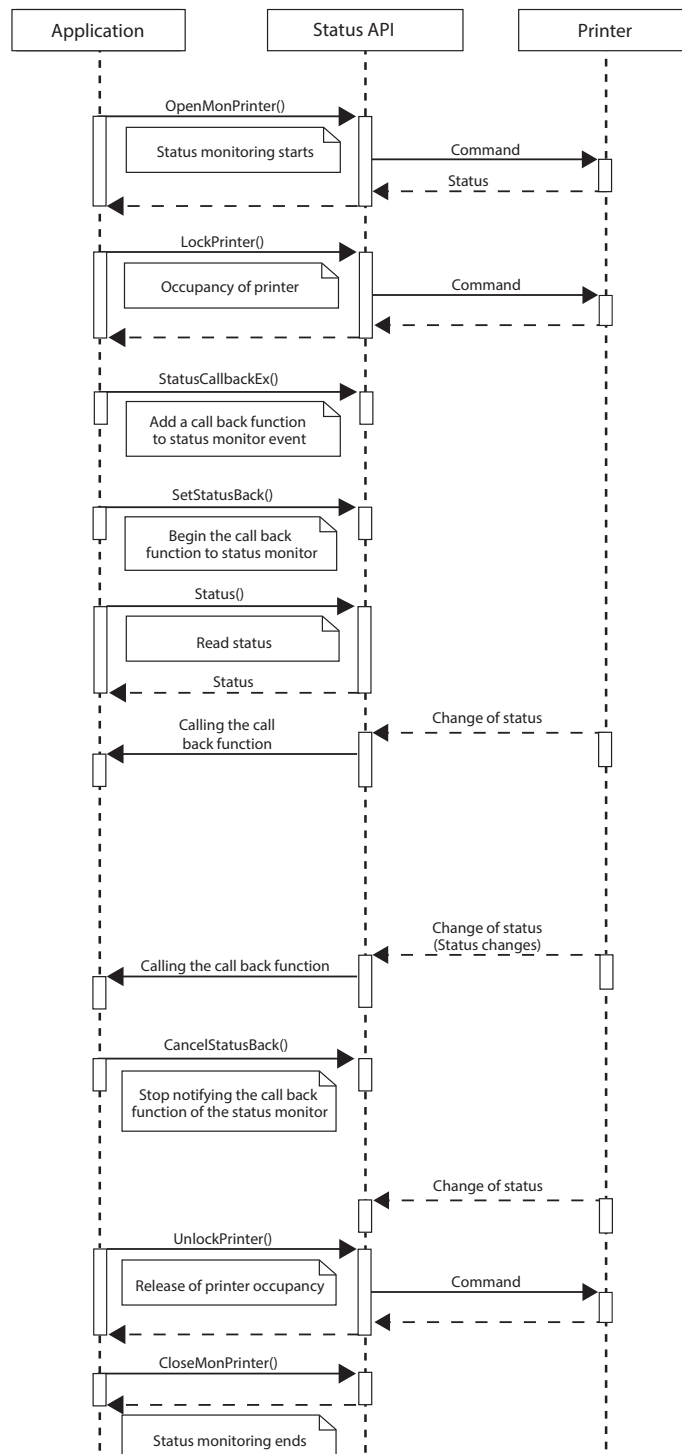 Application
Status API
Printer
OpenMonPrinter()
Status monitoring starts
Command
Status
LockPrinter()
Occupancy of printer
Command
StatusCallbackEx()
Add a call back function
to status monitor event
SetStatusBack()
Begin the call back
function to status monitor
Status()
Read status
Status
Change of status
Calling the call
back function
Change of status
(Status changes)
Calling the call back function
CancelStatusBack()
Stop notifying the call back
function of the status monitor
Change of status
UnlockPrinter()
Release of printer occupancy
Command
CloseMonPrinter()
Status monitoring ends